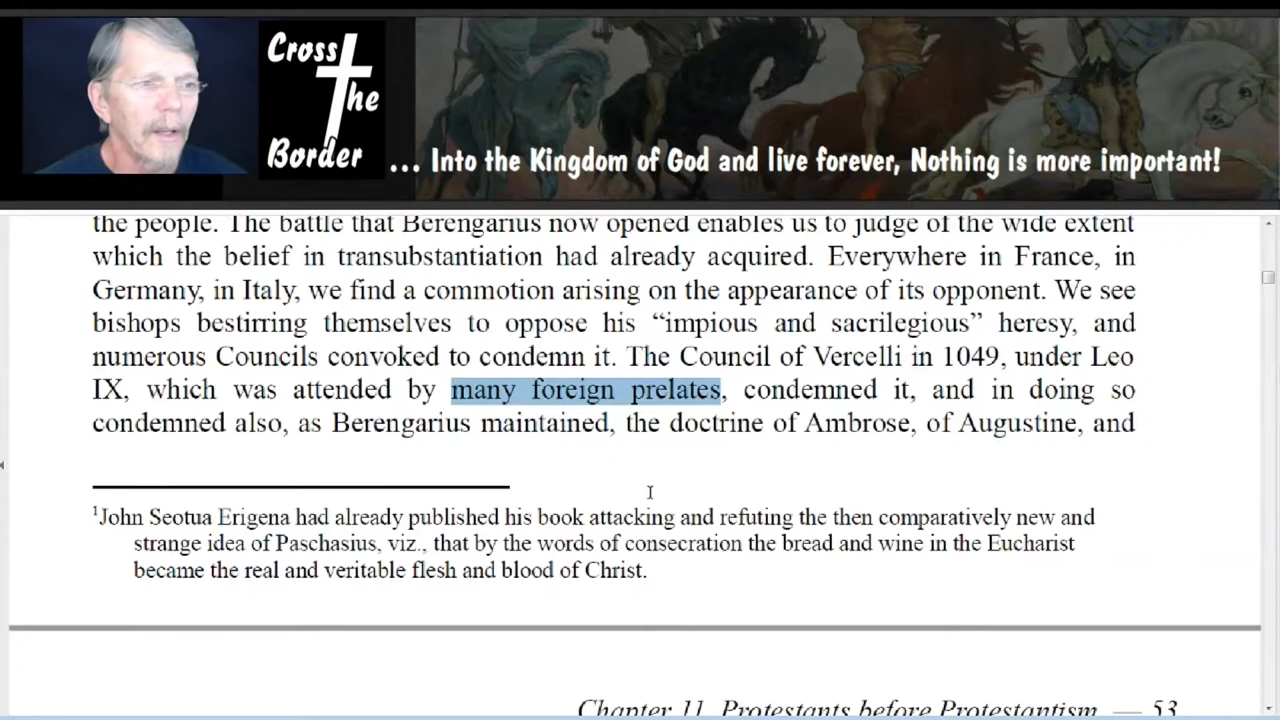 Cross
The
Border
... Into the Kingdom of God and live forever, Nothing is more important!
the people. The battle that Berengarius now opened enables us to judge of the wide extent
which the belief in transubstantiation had already acquired. Everywhere in France, in
Germany, in Italy, we find a commotion arising on the appearance of its opponent. We see
bishops bestirring themselves to oppose his “impious and sacrilegious” heresy, and
numerous Councils convoked to condemn it. The Council of Vercelli in 1049, under Leo
IX, which was attended by many foreign prelates, condemned it, and in doing so
condemned also, as Berengarius maintained, the doctrine of Ambrose, of Augustine, and
1John Seotua Erigena had already published his book attacking and refuting the then comparatively new and
strange idea of Paschasius, viz., that by the words of consecration the bread and wine in the Eucharist
became the real and veritable flesh and blood of Christ.
Chapter 11 Protestants before Protestantism — 53